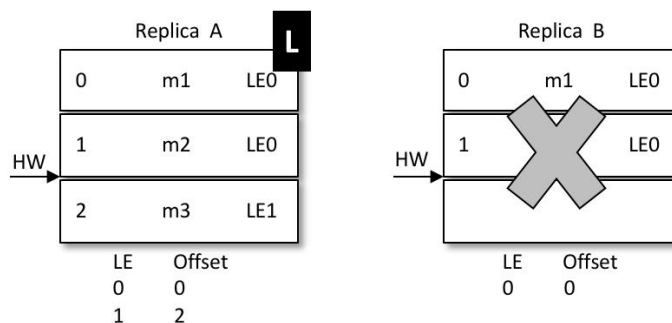 Replica A
L
0 m1 LE0
1 m2 LE0
HW
2 m3 LE1
LE Offset
0 0
1 2
Replica B
0 m1 LE0
1 LE0
HW
LE Offset
0 0